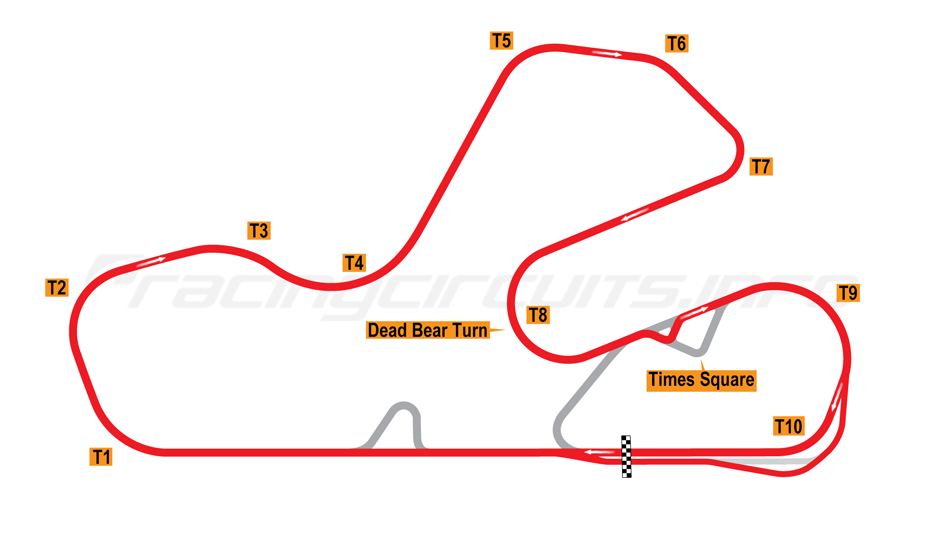 T5
T6
T7
T3
T4
T2
racingcircuits.info
T9
T8
Dead Bear Turn
Times Square
T10
T1